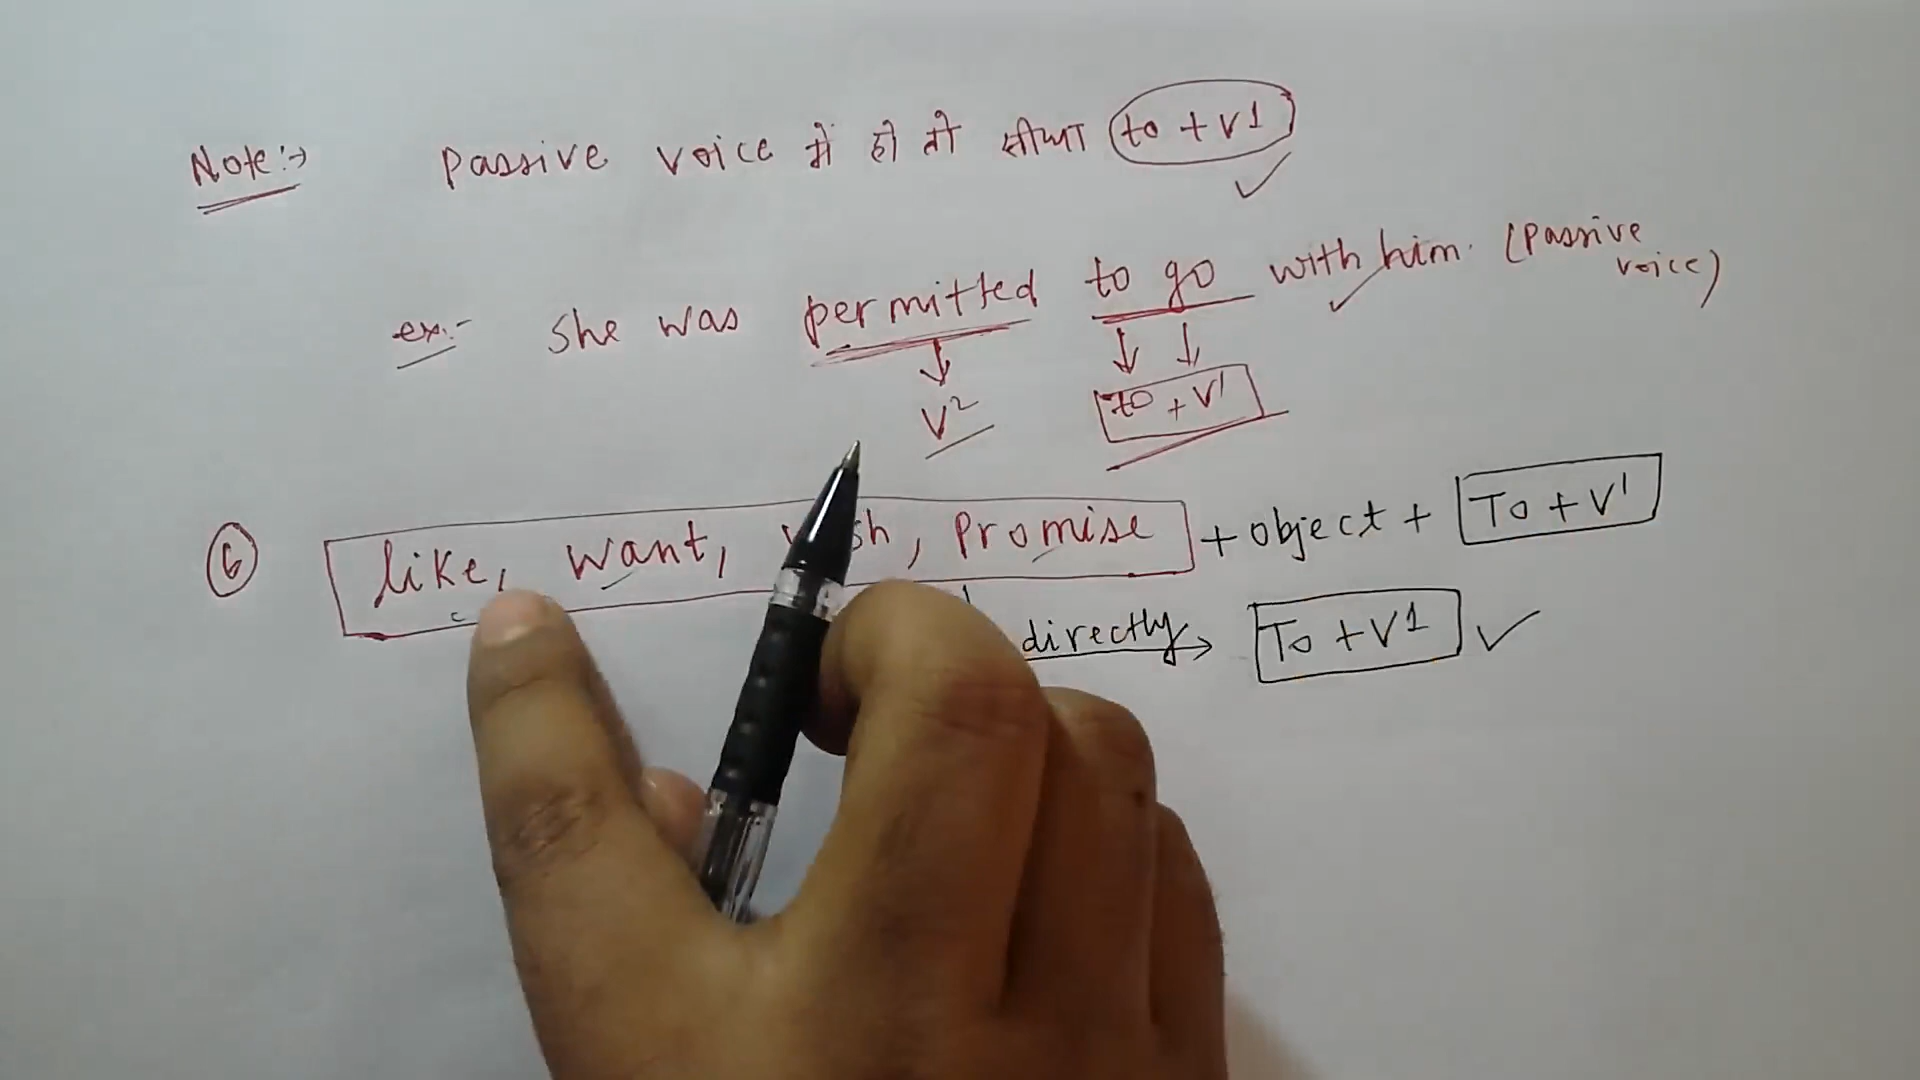 Note:→ Passive voice में हो तो सीधा to + V1
ex:- She was permitted to go with him. (Passive voice)
V2 to + V1
6 like, want, , Promise + object + To + V1
directly → To + V1